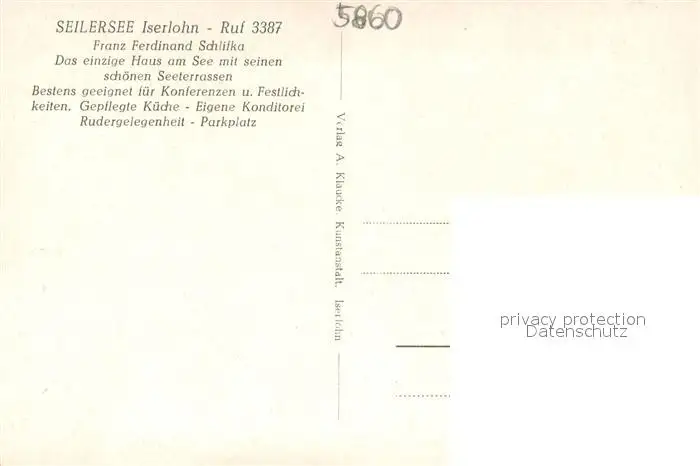 5860
SEILERSEE Iserlohn - Ruf 3387
Franz Ferdinand Schlifka
Das einzige Haus am See mit seinen
schönen Seeterrassen
Bestens geeignet für Konferenzen u. Festlich-
keiten. Gepflegte Küche - Eigene Konditorei
Rudergelegenheit - Parkplatz
Verlag A. Klaucke Kunstanstalt. Iserlohn
privacy protection
Datenschutz